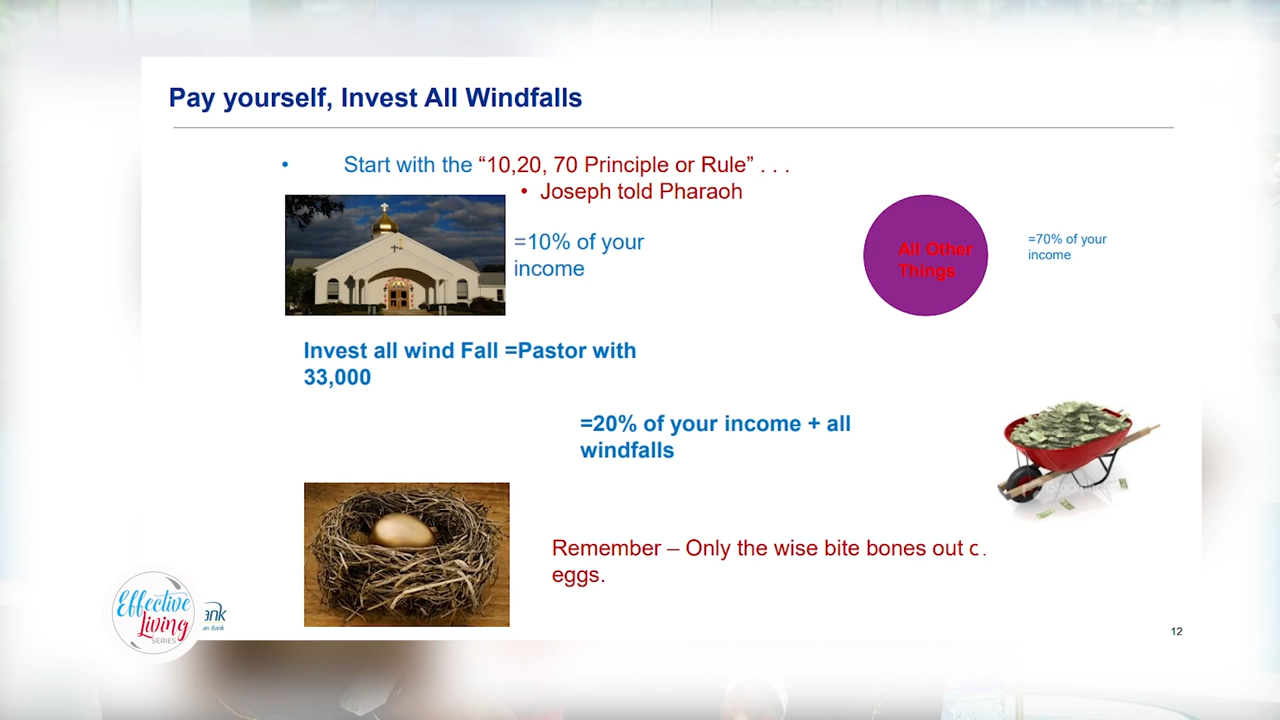 Pay yourself, Invest All Windfalls
• Start with the “10,20, 70 Principle or Rule” . . .
• Joseph told Pharaoh
=10% of your
income
All Other
Things
=70% of your
income
Invest all wind Fall =Pastor with
33,000
=20% of your income + all
windfalls
Remember – Only the wise bite bones out
eggs.
Effective
Living
SERIES
12